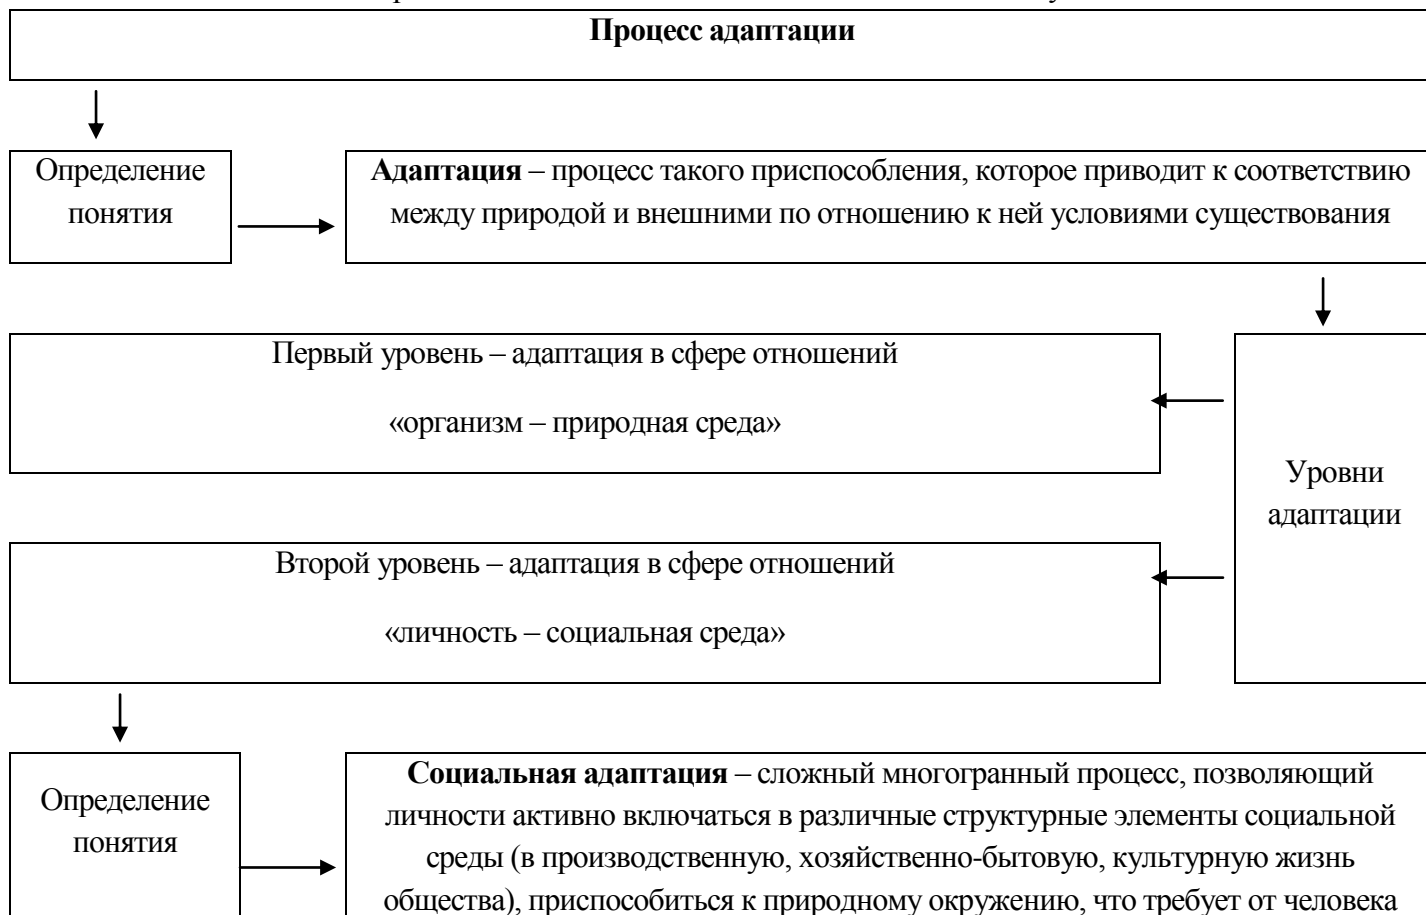 Процесс адаптации
Определение
понятия
Адаптация – процесс такого приспособления, которое приводит к соответствию
между природой и внешними по отношению к ней условиями существования
Первый уровень – адаптация в сфере отношений
«организм – природная среда»
Уровни
адаптации
Второй уровень – адаптация в сфере отношений
«личность – социальная среда»
Определение
понятия
Социальная адаптация – сложный многогранный процесс, позволяющий
личности активно включаться в различные структурные элементы социальной
среды (в производственную, хозяйственно-бытовую, культурную жизнь
общества), приспособиться к природному окружению, что требует от человека